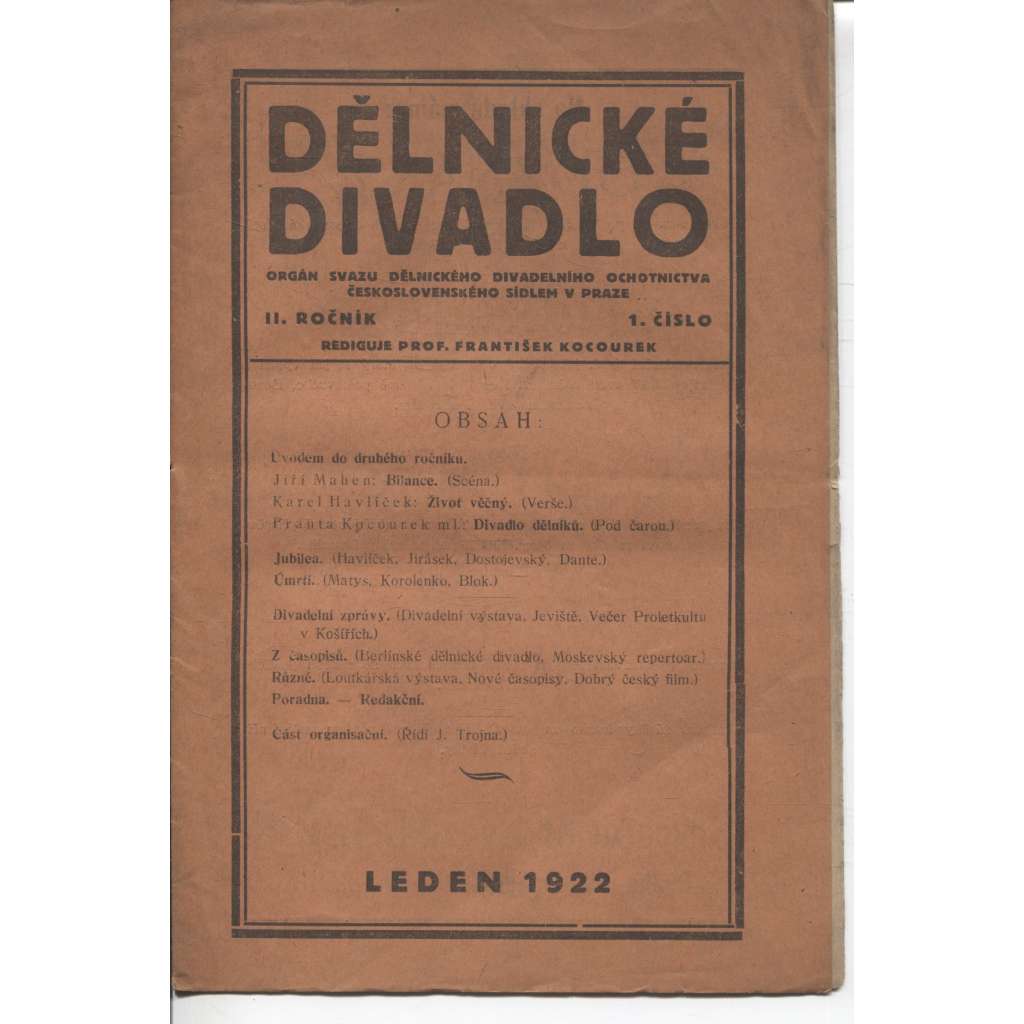 DĚLNICKÉ
DIVADLO
ORGÁN SVAZU DĚLNICKÉHO DIVADELNÍHO OCHOTNICTVA
ČESKOSLOVENSKÉHO SÍDLEM V PRAZE
II. ROČNÍK 1. ČÍSLO
REDIGUJE PROF. FRANTIŠEK KOCOUREK
OBSAH:
Úvodem do druhého ročníku.
Jiří Mahen: Bilance. (Scéna.)
Karel Havlíček: Život věčný. (Verše.)
Franta Kocourek ml.: Divadlo dělníků. (Pod čarou.)
Jubilea. (Havlíček, Jirásek, Dostojevský, Dante.)
Úmrtí. (Matys, Korolenko, Blok.)
Divadelní zprávy. (Divadelní výstava, Jeviště, Večer Proletkultu
v Košířích.)
Z časopisů. (Berlínské dělnické divadlo, Moskevský repertoar.)
Různé. (Loutkářská výstava, Nové časopisy, Dobrý český film.)
Poradna. — Redakční.
Část organisační. (Řídí J. Trojna.)
LEDEN 1922